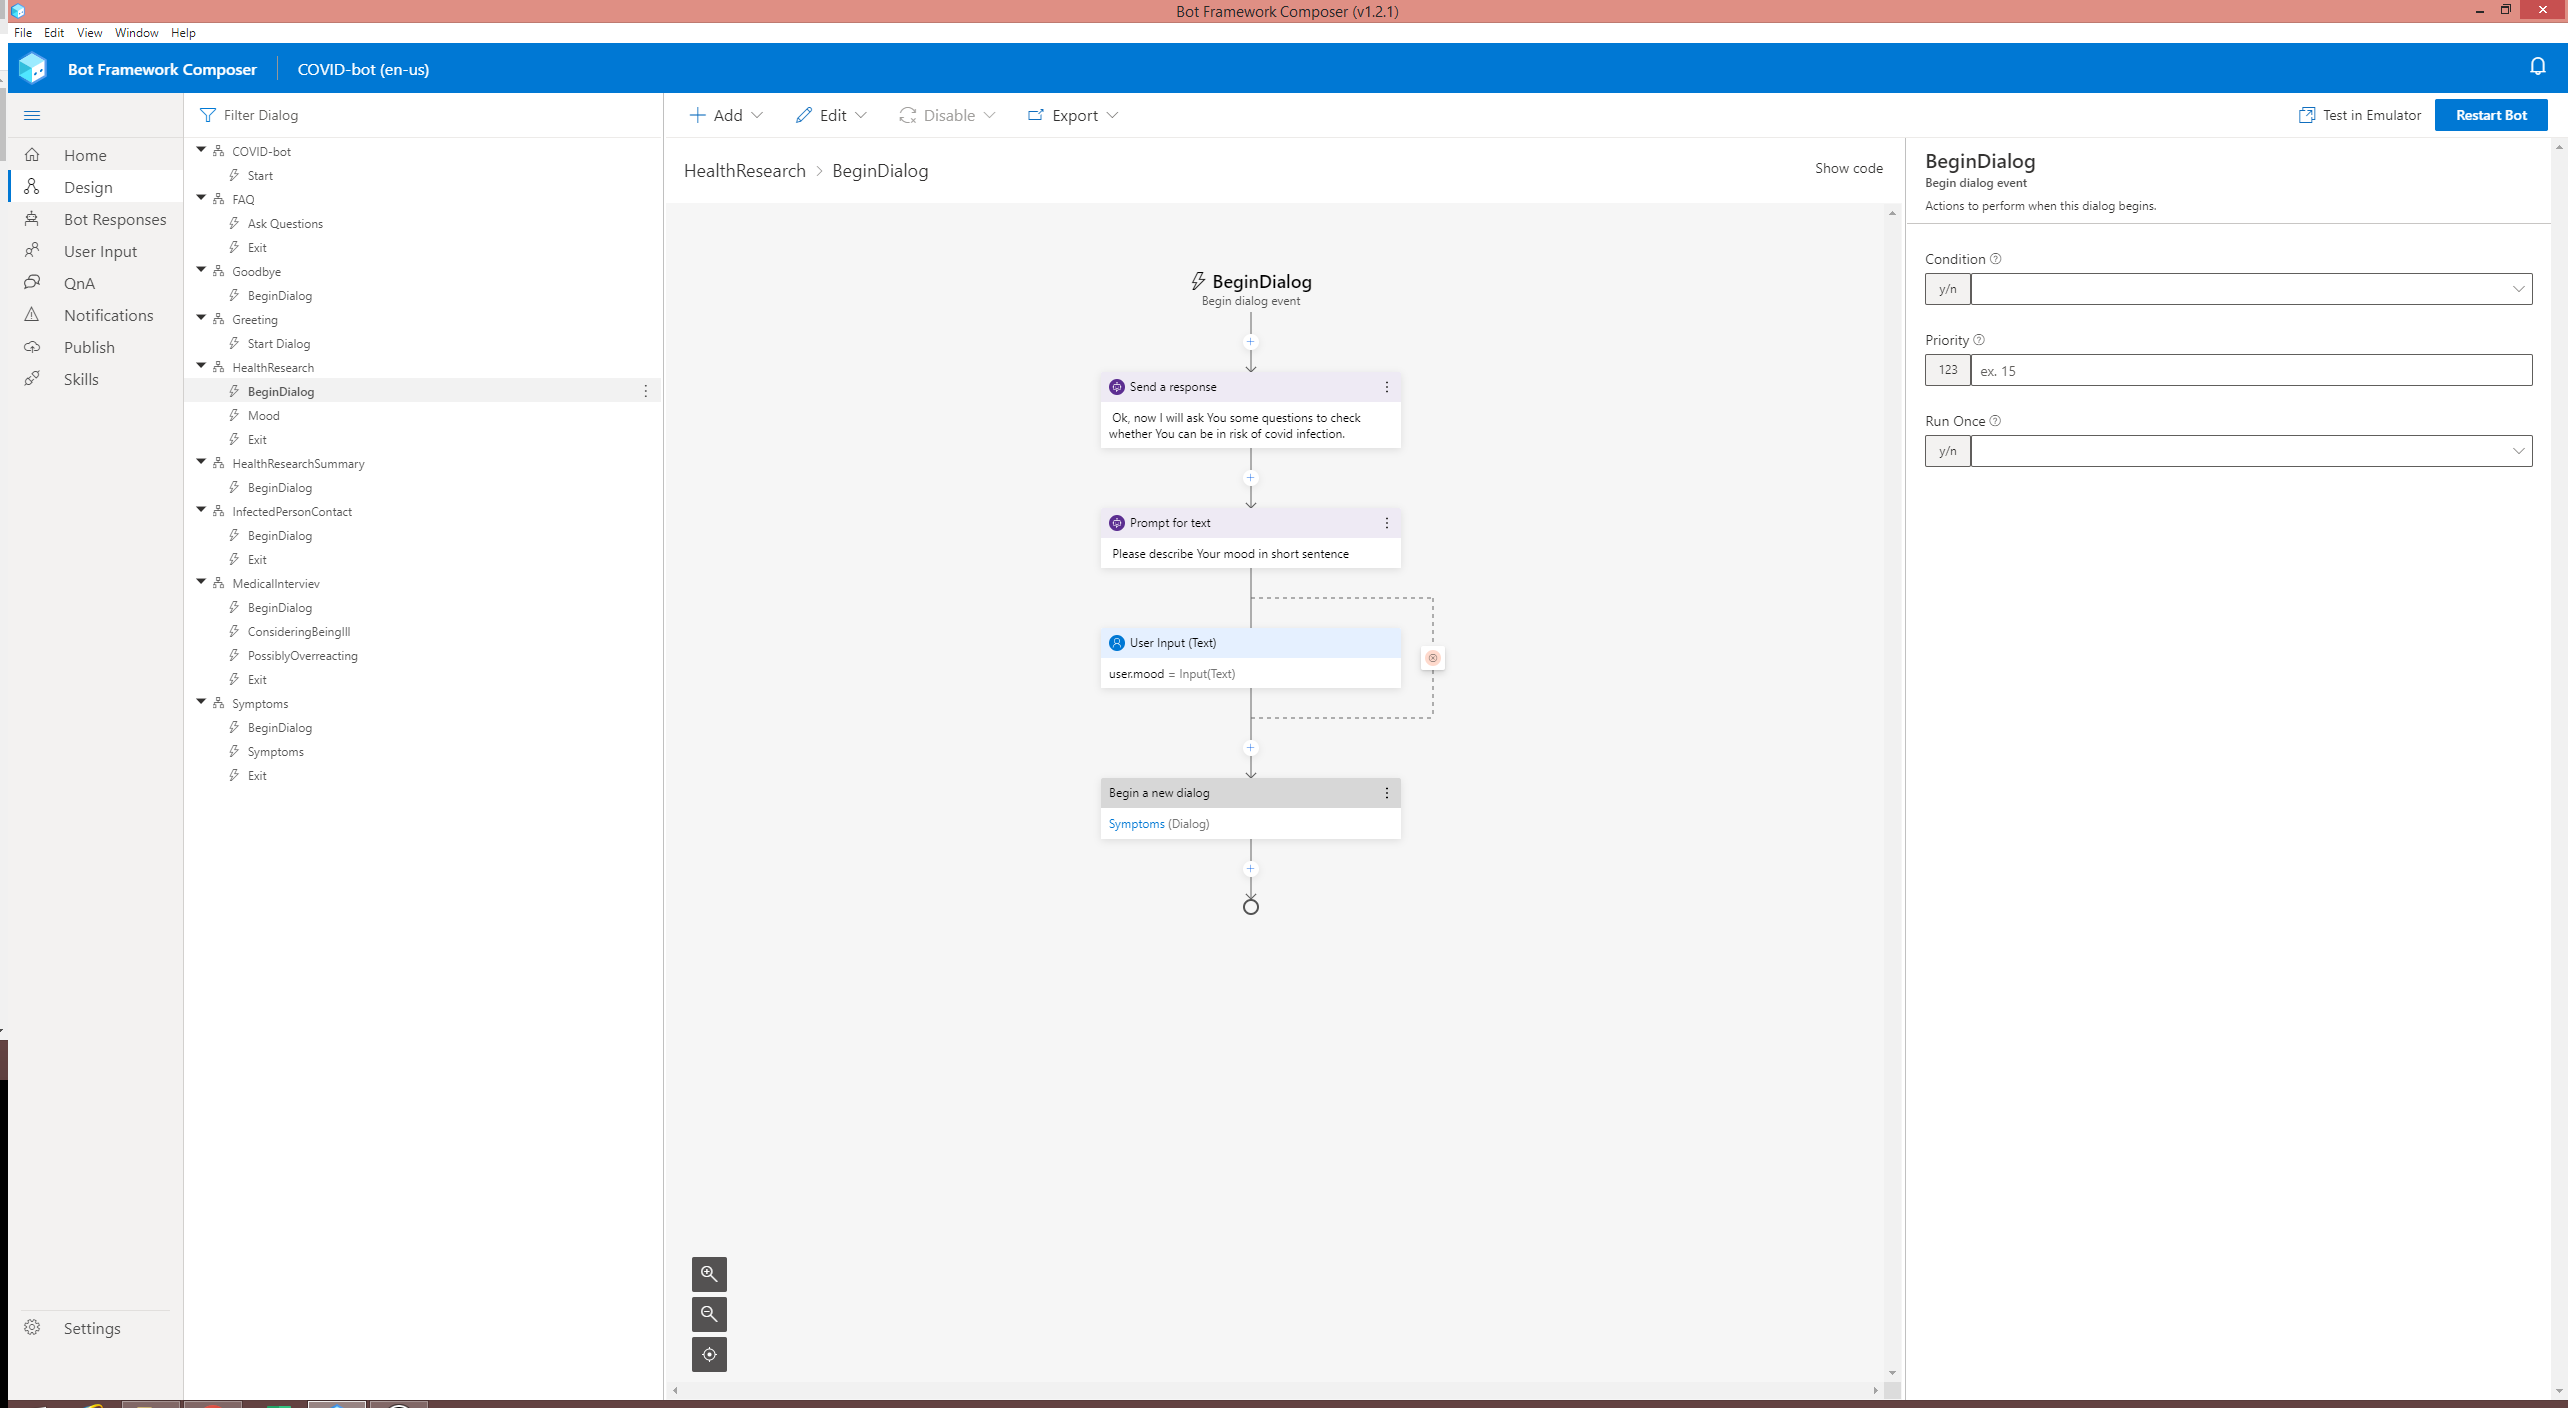 Bot Framework Composer (v1.2.1)
File Edit View Window Help
Bot Framework Composer COVID-bot (en-us)
Filter Dialog
Add Edit Disable Export
Test in Emulator Restart Bot
Home
Design
Bot Responses
User Input
QnA
Notifications
Publish
Skills
Settings
COVID-bot
Start
FAQ
Ask Questions
Exit
Goodbye
BeginDialog
Greeting
Start Dialog
HealthResearch
BeginDialog
Mood
Exit
HealthResearchSummary
BeginDialog
InfectedPersonContact
BeginDialog
Exit
MedicalInterviev
BeginDialog
ConsideringBeingIll
PossiblyOverreacting
Exit
Symptoms
BeginDialog
Symptoms
Exit
HealthResearch > BeginDialog
Show code
BeginDialog
Begin dialog event
Send a response
Ok, now I will ask You some questions to check
whether You can be in risk of covid infection.
Prompt for text
Please describe Your mood in short sentence
User Input (Text)
user.mood = Input(Text)
Begin a new dialog
Symptoms (Dialog)
BeginDialog
Begin dialog event
Actions to perform when this dialog begins.
Condition
y/n
Priority
123 ex. 15
Run Once
y/n